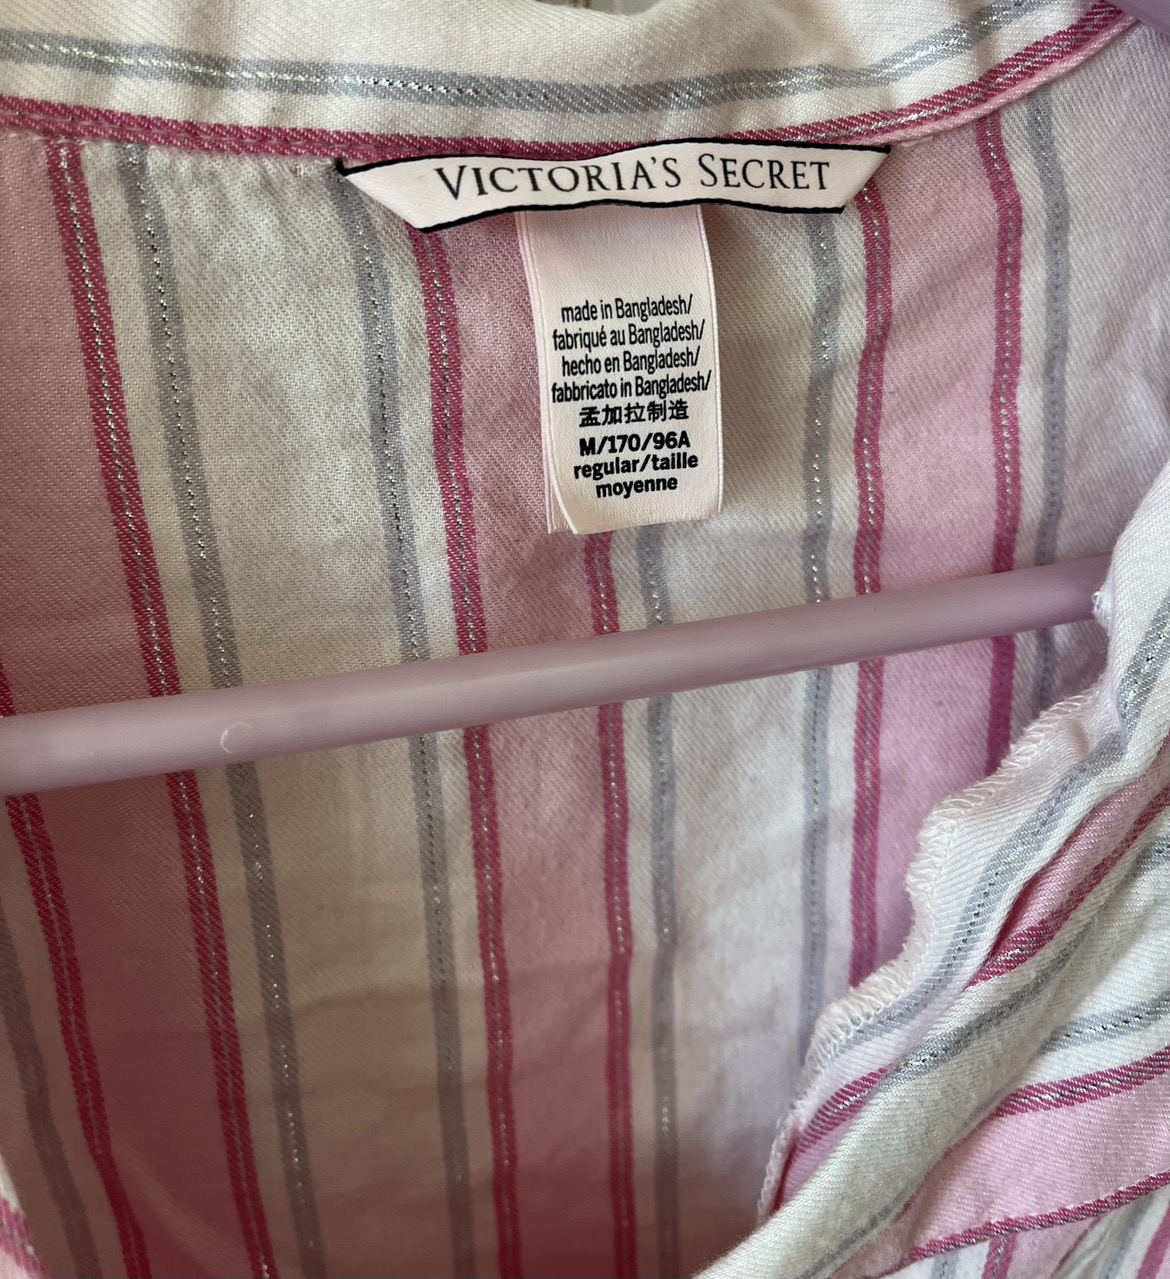 VICTORIA'S SECRET
made in Bangladesh/
fabriqué au Bangladesh/
hecho en Bangladesh/
fabbricato in Bangladesh/
孟加拉制造
M/170/96A
regular/taille
moyenne